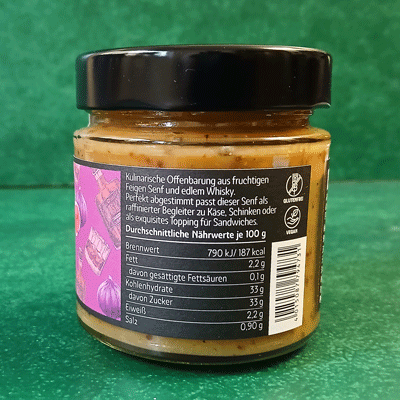 Kulinarische Offenbarung aus fruchtigen
Feigen Senf und edlem Whisky.
Perfekt abgestimmt passt dieser Senf als
raffinierter Begleiter zu Käse, Schinken oder
als exquisites Topping für Sandwiches.
Durchschnittliche Nährwerte je 100 g
Brennwert 790 kJ/ 187 kcal
Fett 2,2 g
davon gesättigte Fettsäuren 0,1 g
Kohlenhydrate 33 g
davon Zucker 33 g
Eiweiß 2,2 g
Salz 0,90 g
GLUTENFREI
VEGAN